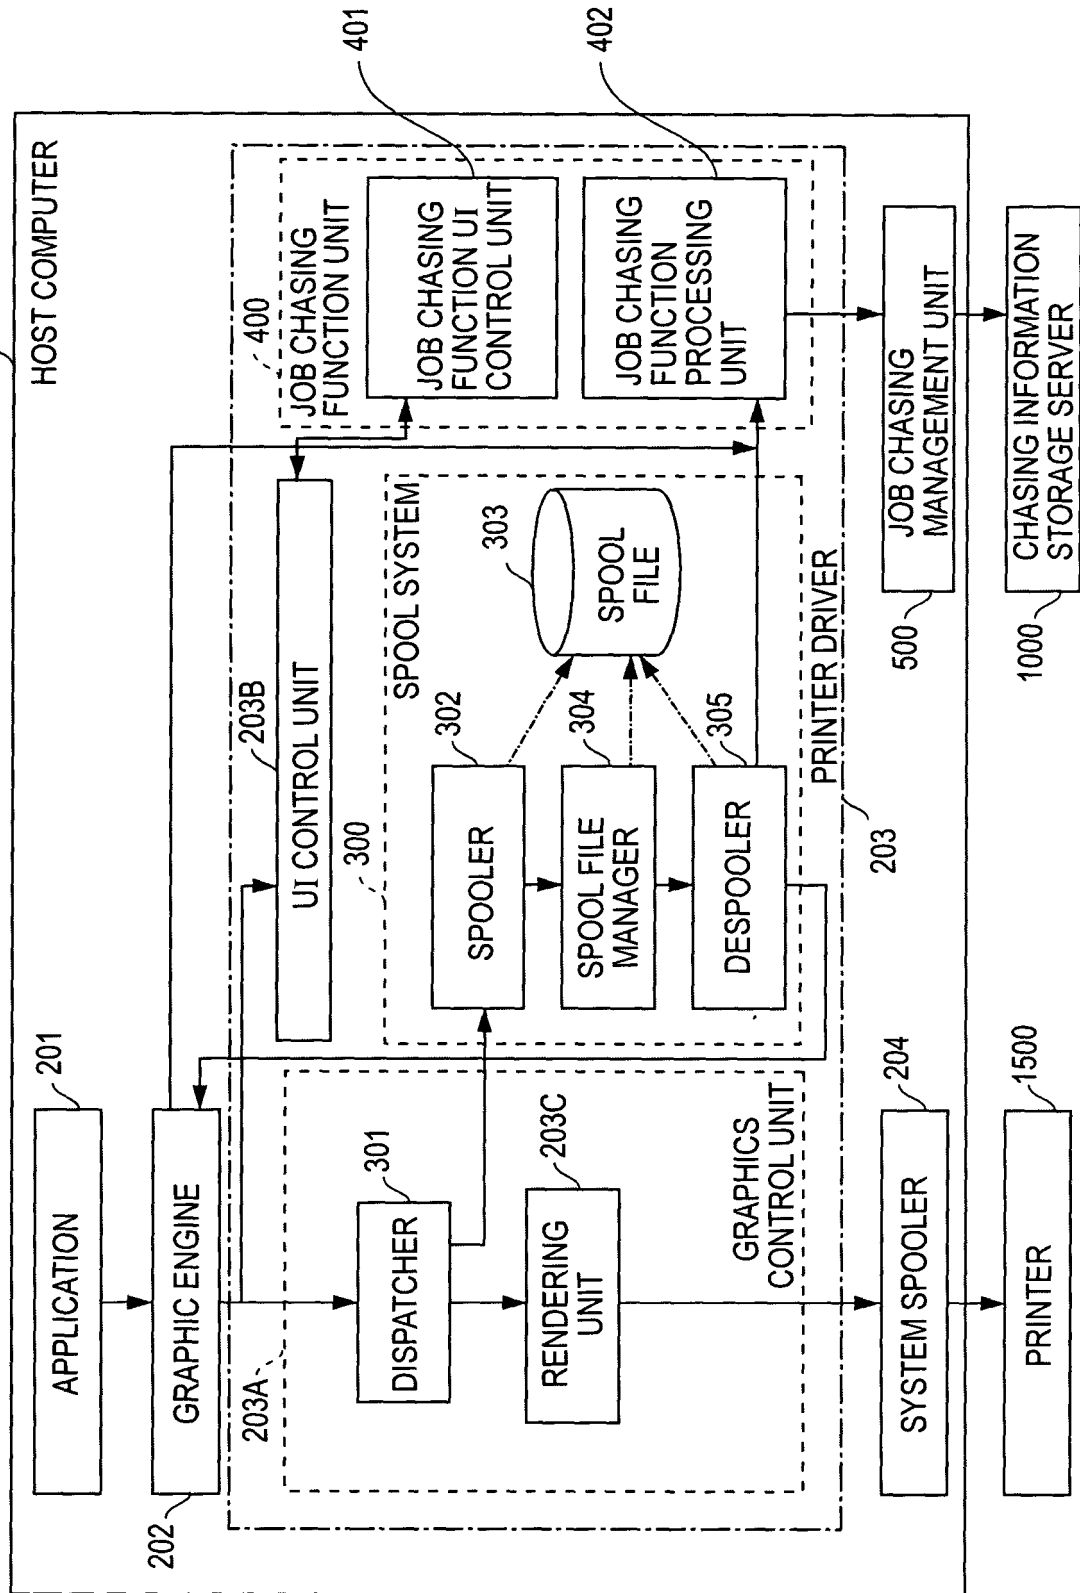 HOST COMPUTER
APPLICATION
201
GRAPHIC ENGINE
202
203A
DISPATCHER
301
RENDERING
UNIT
203C
GRAPHICS
CONTROL UNIT
UI CONTROL UNIT
203B
300
SPOOL SYSTEM
SPOOLER
302
SPOOL FILE
MANAGER
304
DESPOOLER
305
SPOOL
FILE
303
PRINTER DRIVER
203
400
JOB CHASING
FUNCTION UNIT
JOB CHASING
FUNCTION UI
CONTROL UNIT
401
JOB CHASING
FUNCTION
PROCESSING
UNIT
402
SYSTEM SPOOLER
204
PRINTER
1500
JOB CHASING
MANAGEMENT UNIT
500
CHASING INFORMATION
STORAGE SERVER
1000